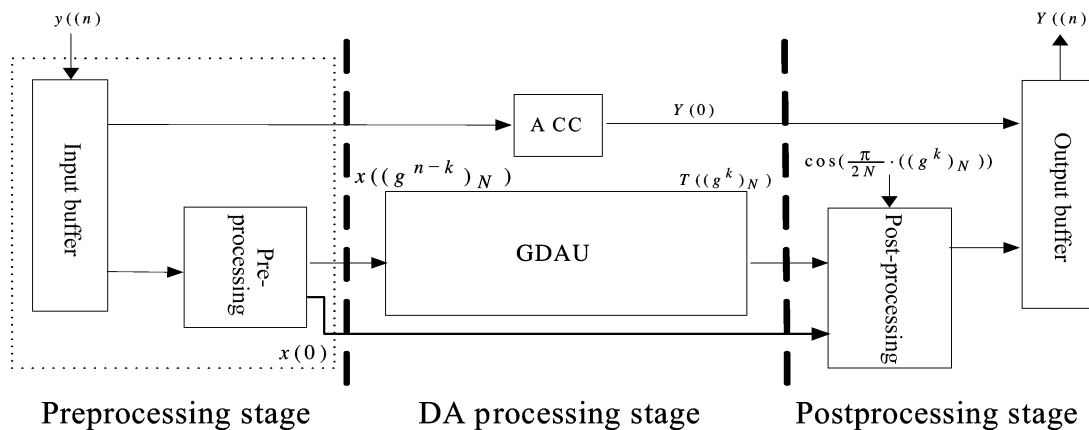 y((n)
Y((n)
Input buffer
A CC
Y(0)
Output buffer
cos(π/2N · ((g^k)_N))
x((g^{n-k})_N)
T((g^k)_N)
Pre-
processing
GDAU
Post-processing
x(0)
Preprocessing stage
DA processing stage
Postprocessing stage